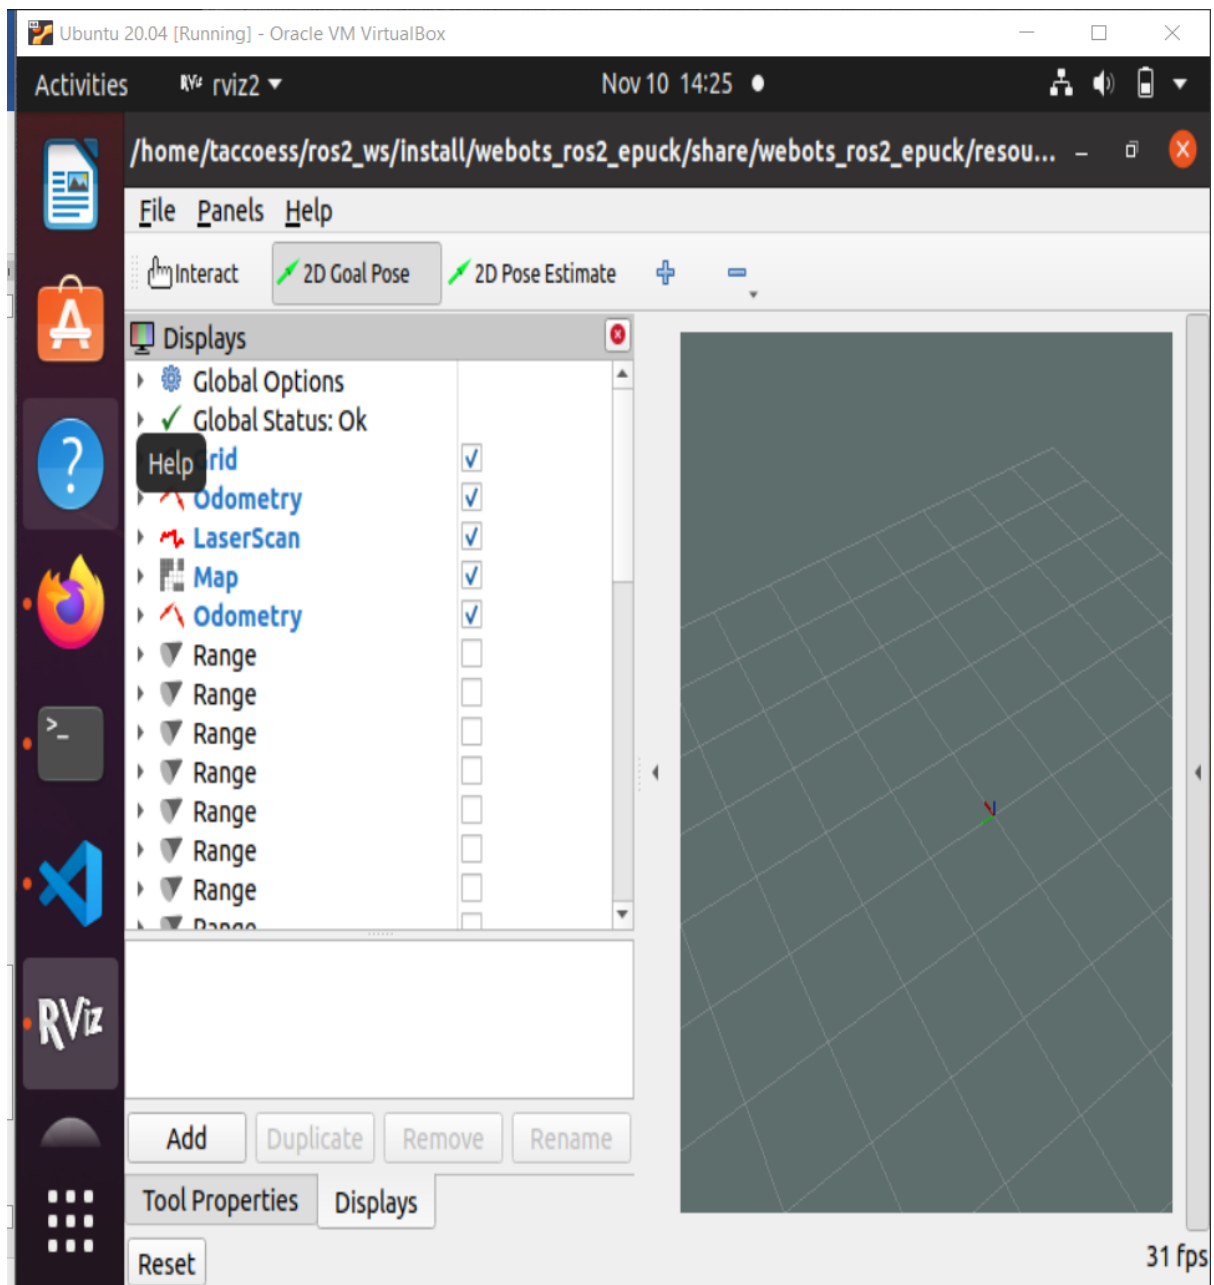 Ubuntu 20.04 [Running] - Oracle VM VirtualBox
Activities RViz rviz2 Nov 10 14:25
/home/taccoess/ros2_ws/install/webots_ros2_epuck/share/webots_ros2_epuck/resou...
File Panels Help
Interact 2D Goal Pose 2D Pose Estimate
Displays
Global Options
Global Status: Ok
Help
Odometry
LaserScan
Map
Odometry
Range
Range
Range
Range
Range
Range
Range
Range
RViz
Add Duplicate Remove Rename
Tool Properties Displays
Reset
31 fps